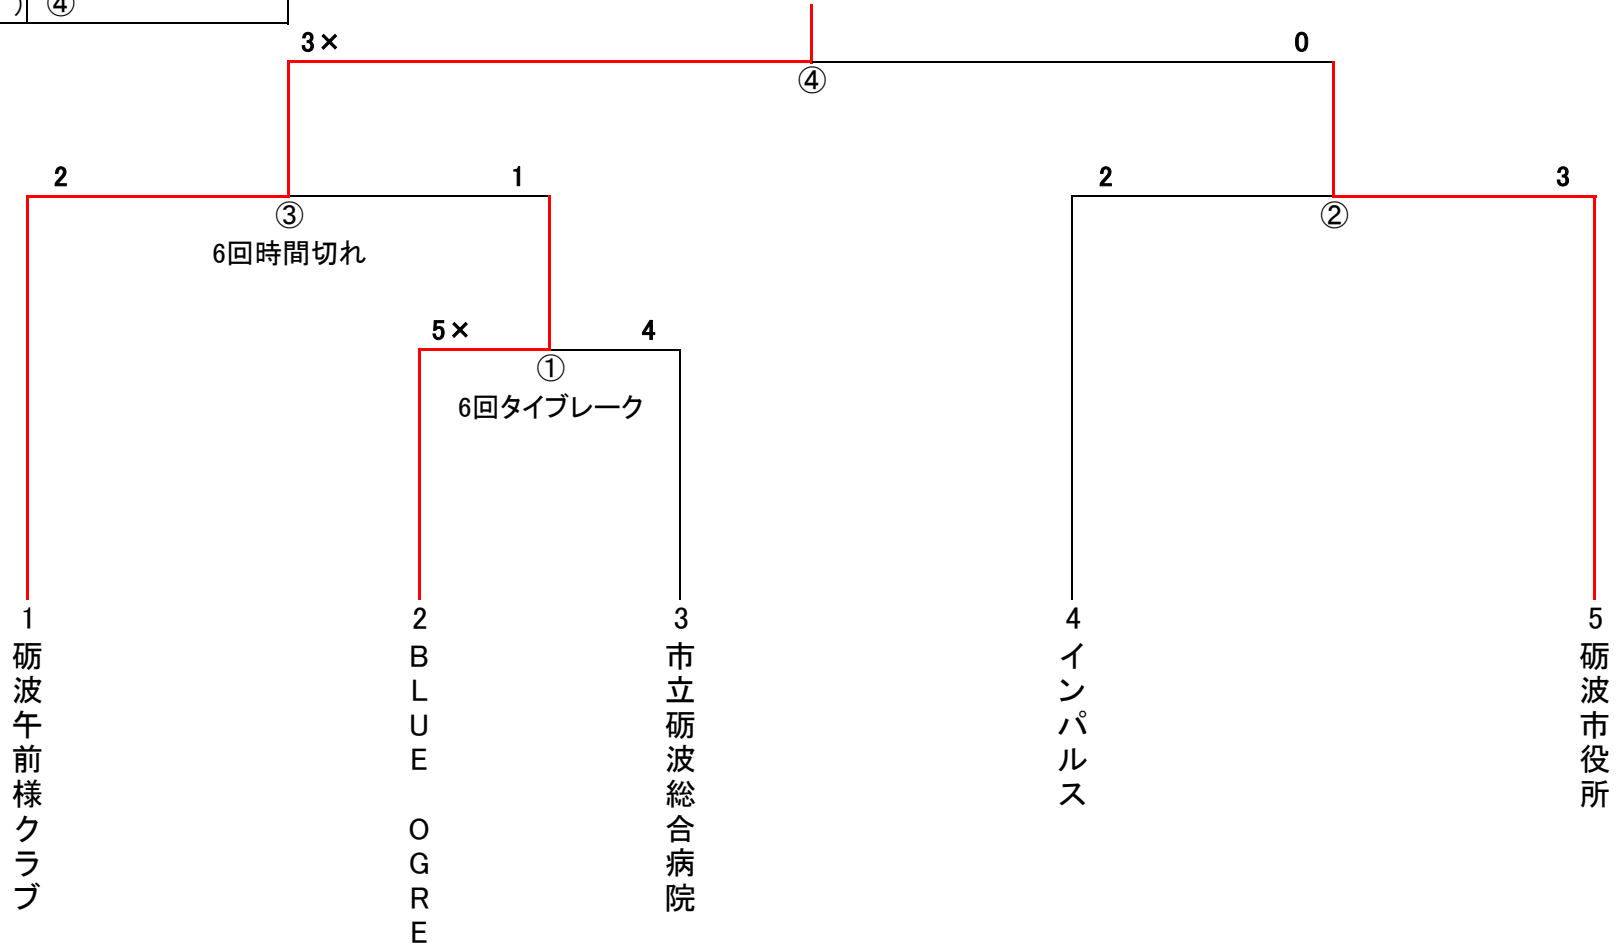 ) ④
3× 0
④
2 1 2 3
③ ②
6回時間切れ
5× 4
①
6回タイブレーク
1 2 3 4 5
砺波午前様クラブ
BLUE OGRE
市立砺波総合病院
インパルス
砺波市役所